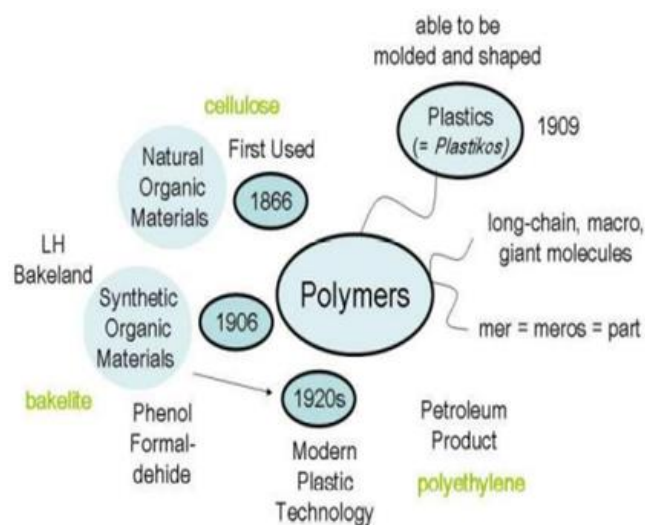 able to be
molded and shaped
cellulose
Plastics
(= Plastikos)
1909
Natural
Organic
Materials
First Used
1866
long-chain, macro,
giant molecules
LH
Bakeland
Polymers
Synthetic
Organic
Materials
1906
mer = meros = part
bakelite
1920s
Phenol
Formal-
dehide
Petroleum
Product
Modern
Plastic
Technology
polyethylene